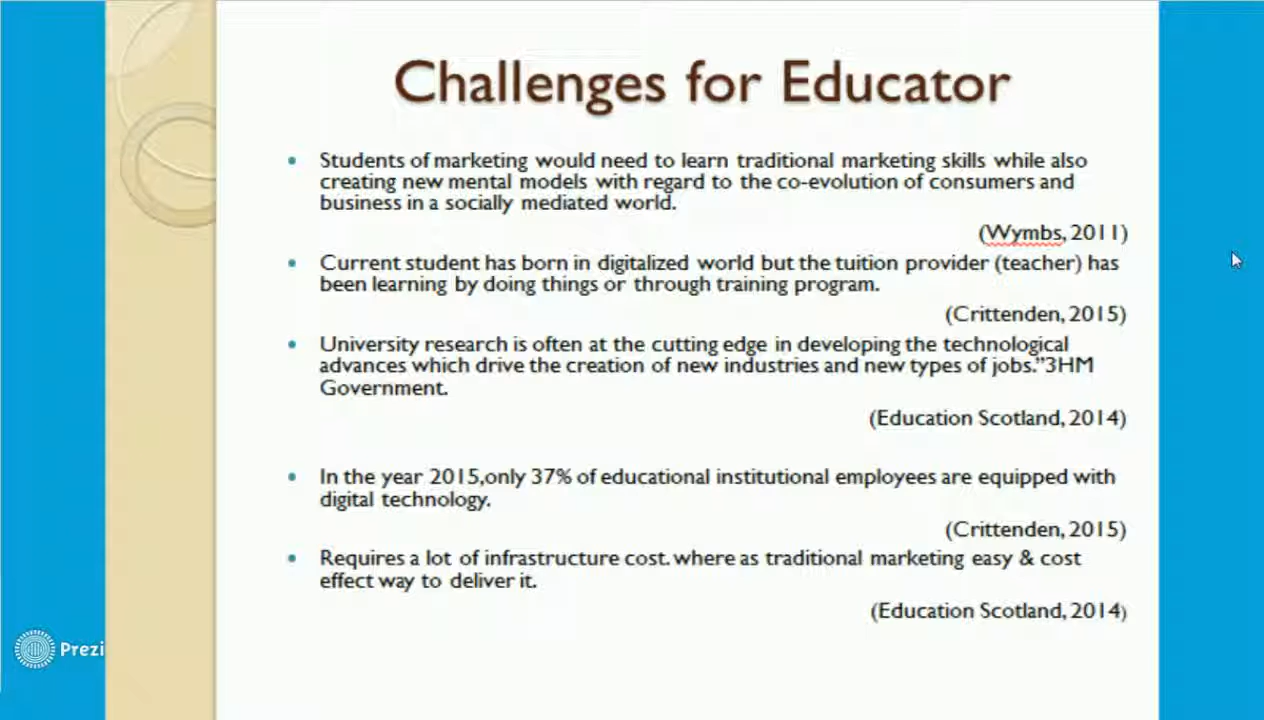 Challenges for Educator
• Students of marketing would need to learn traditional marketing skills while also
creating new mental models with regard to the co-evolution of consumers and
business in a socially mediated world.
(Wymbs, 2011)
• Current student has born in digitalized world but the tuition provider (teacher) has
been learning by doing things or through training program.
(Crittenden, 2015)
• University research is often at the cutting edge in developing the technological
advances which drive the creation of new industries and new types of jobs.”3HM
Government.
(Education Scotland, 2014)
• In the year 2015,only 37% of educational institutional employees are equipped with
digital technology.
(Crittenden, 2015)
• Requires a lot of infrastructure cost. where as traditional marketing easy & cost
effect way to deliver it.
(Education Scotland, 2014)
Prezi